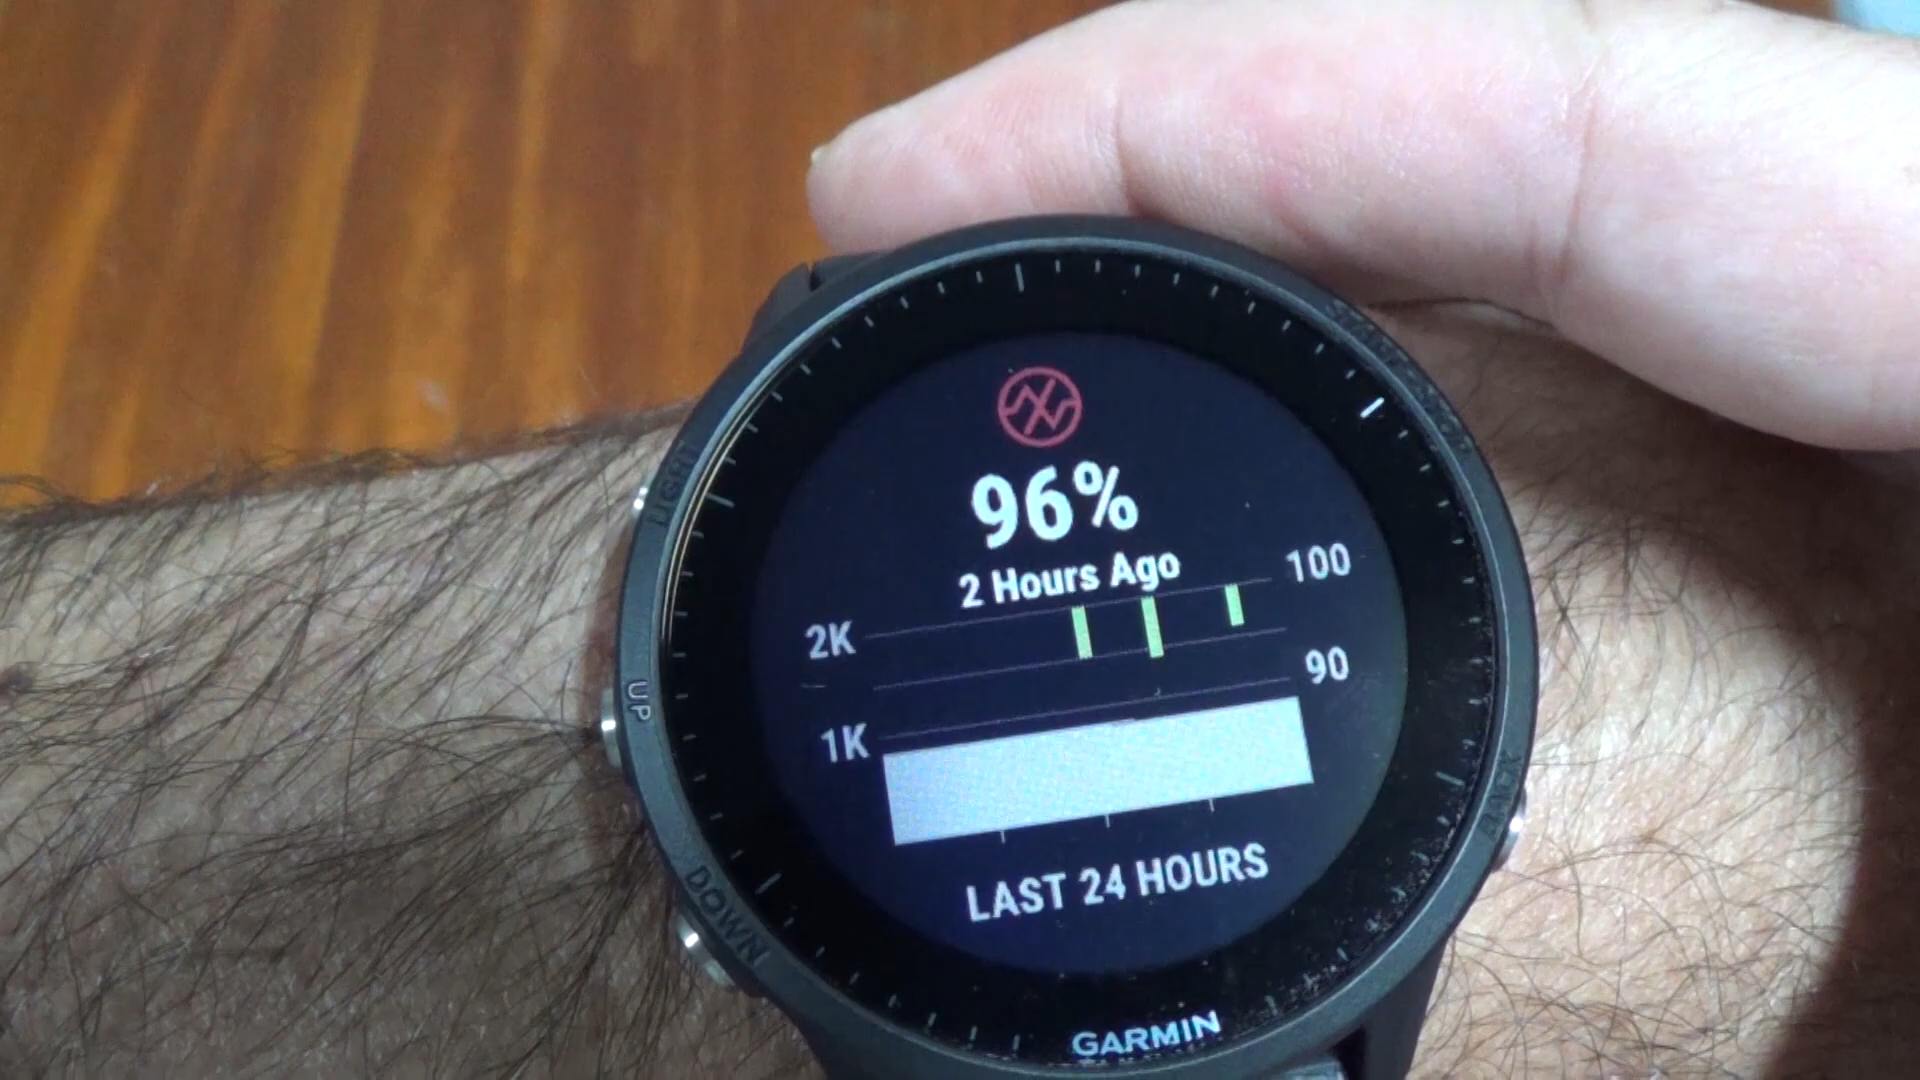 96%
2 Hours Ago
100
2K
90
1K
LAST 24 HOURS
LIGHT
UP
DOWN
BACK
GARMIN